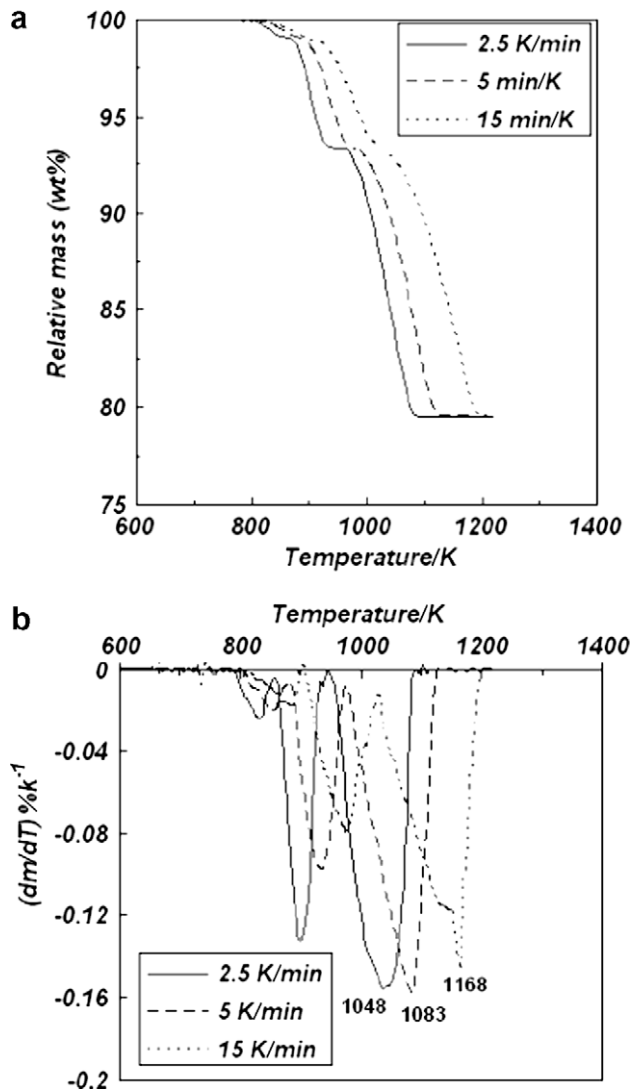 a
100
95
90
85
80
75
Relative mass (wt%)
2.5 K/min
5 min/K
15 min/K
600
800
1000
1200
1400
Temperature/K
b
Temperature/K
600
800
1000
1200
1400
0
-0.04
-0.08
-0.12
-0.16
-0.2
(dm/dT) %k⁻¹
2.5 K/min
5 K/min
15 K/min
1048
1083
1168